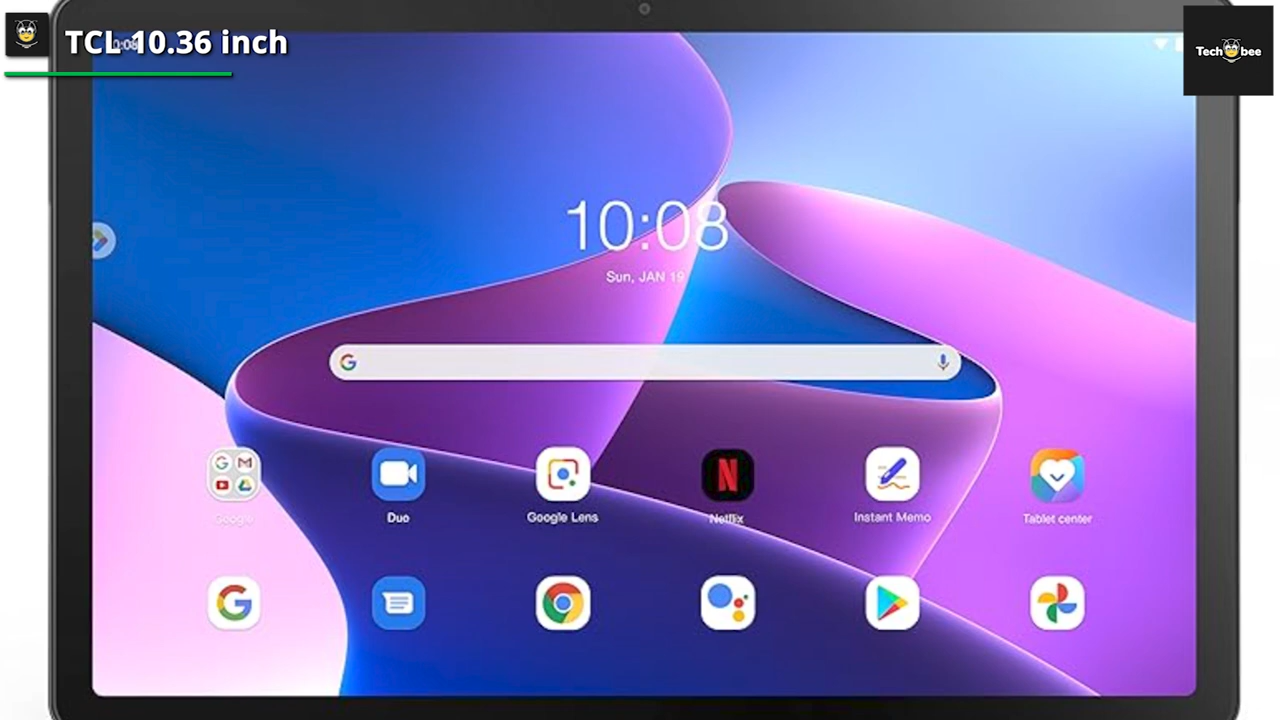 TCL 10.36 inch
Tech bee
10:08
Sun, JAN 19
Google
Duo
Google Lens
Netflix
Instant Memo
Tablet center